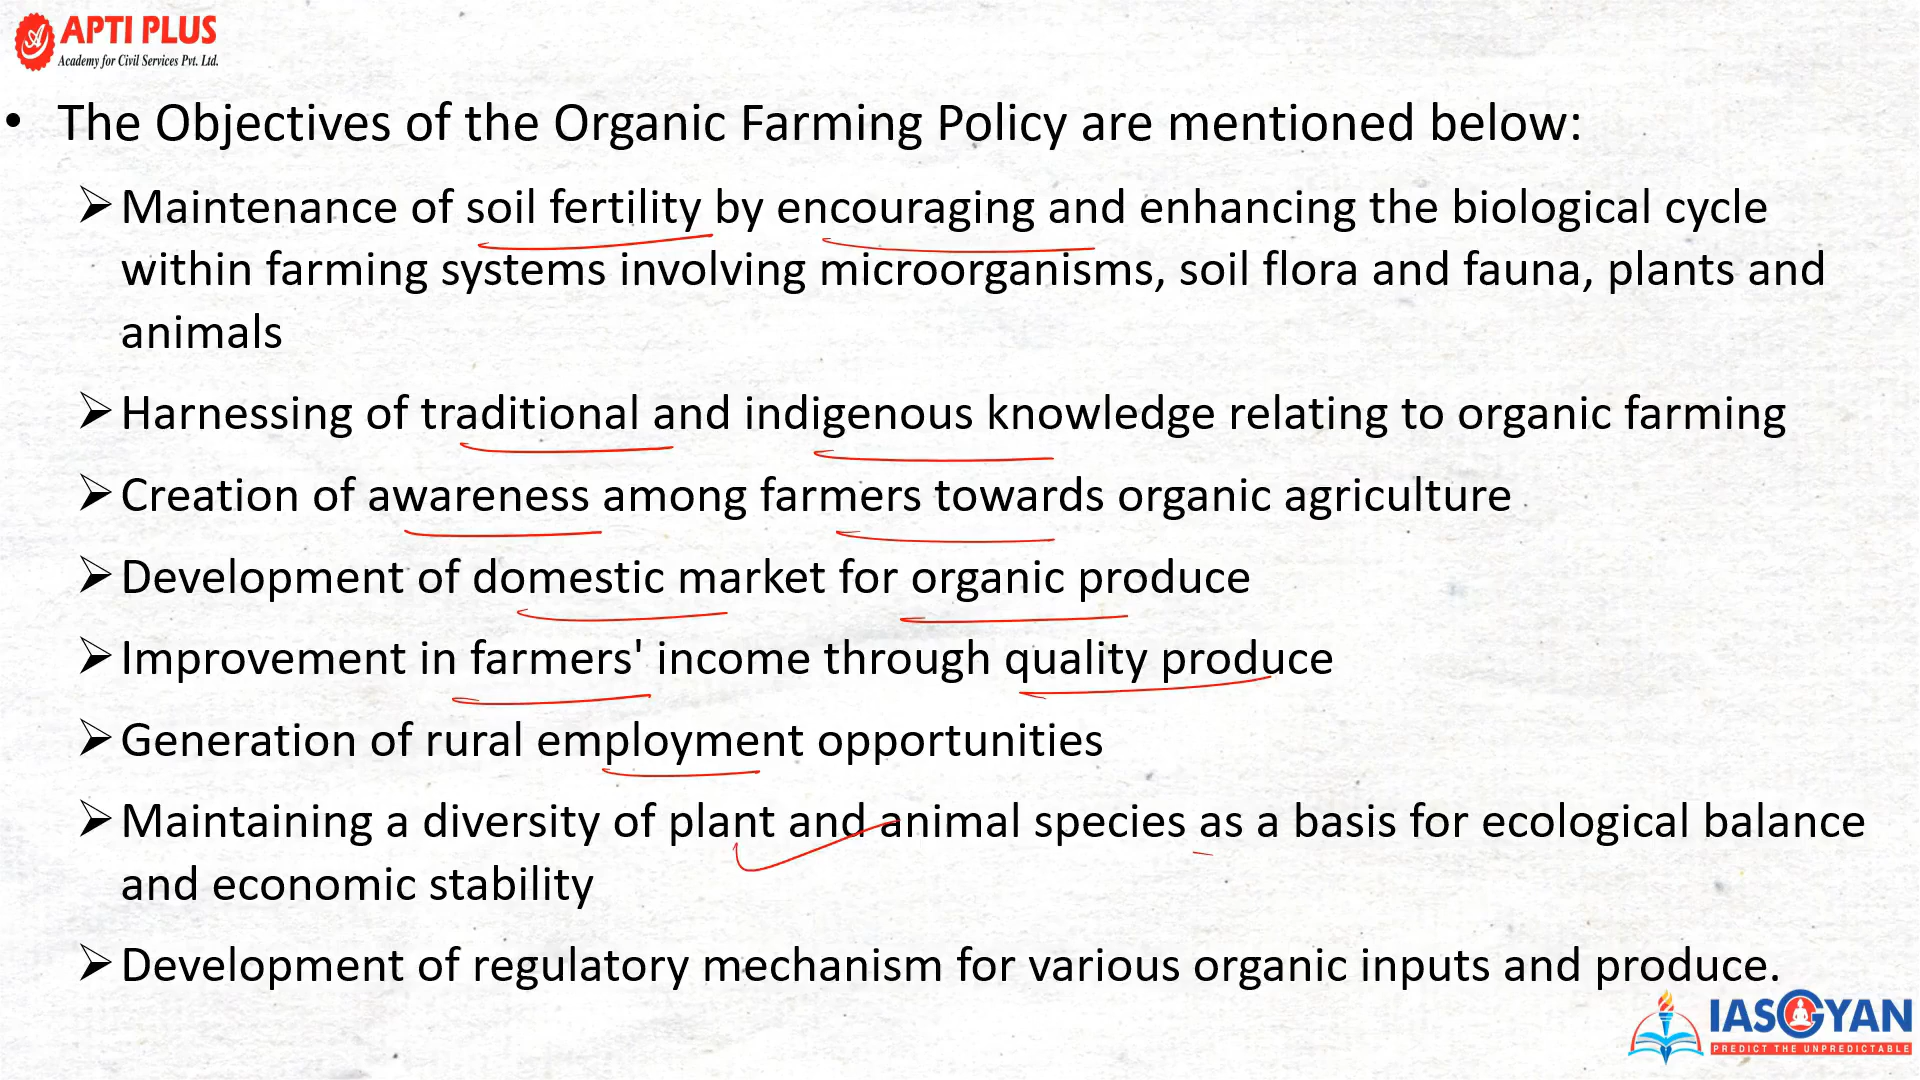 APTI PLUS
Academy for Civil Services Pvt. Ltd.
• The Objectives of the Organic Farming Policy are mentioned below:
➢ Maintenance of soil fertility by encouraging and enhancing the biological cycle
within farming systems involving microorganisms, soil flora and fauna, plants and
animals
➢ Harnessing of traditional and indigenous knowledge relating to organic farming
➢ Creation of awareness among farmers towards organic agriculture
➢ Development of domestic market for organic produce
➢ Improvement in farmers' income through quality produce
➢ Generation of rural employment opportunities
➢ Maintaining a diversity of plant and animal species as a basis for ecological balance
and economic stability
➢ Development of regulatory mechanism for various organic inputs and produce.
IASGYAN
PREDICT THE UNPREDICTABLE